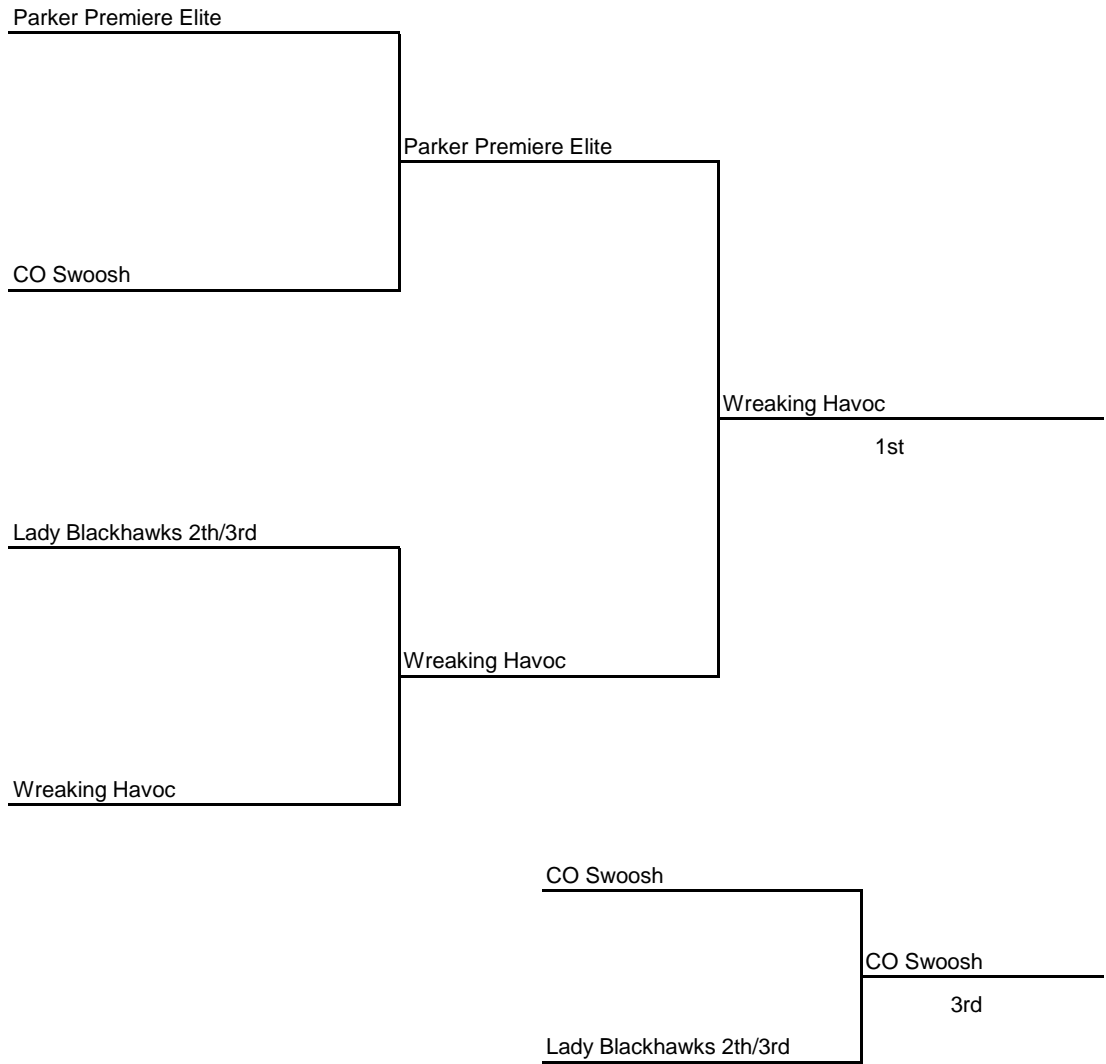 Parker Premiere Elite
Parker Premiere Elite
CO Swoosh
Wreaking Havoc
1st
Lady Blackhawks 2th/3rd
Wreaking Havoc
Wreaking Havoc
CO Swoosh
CO Swoosh
3rd
Lady Blackhawks 2th/3rd